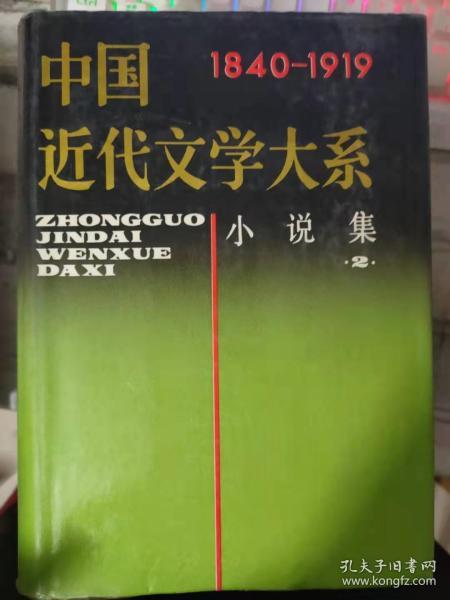 中国
1840-1919
近代文学大系
ZHONGGUO
JINDAI
WENXUE
DAXI
小说集
·2·
孔夫子旧书网
www.kongfz.com